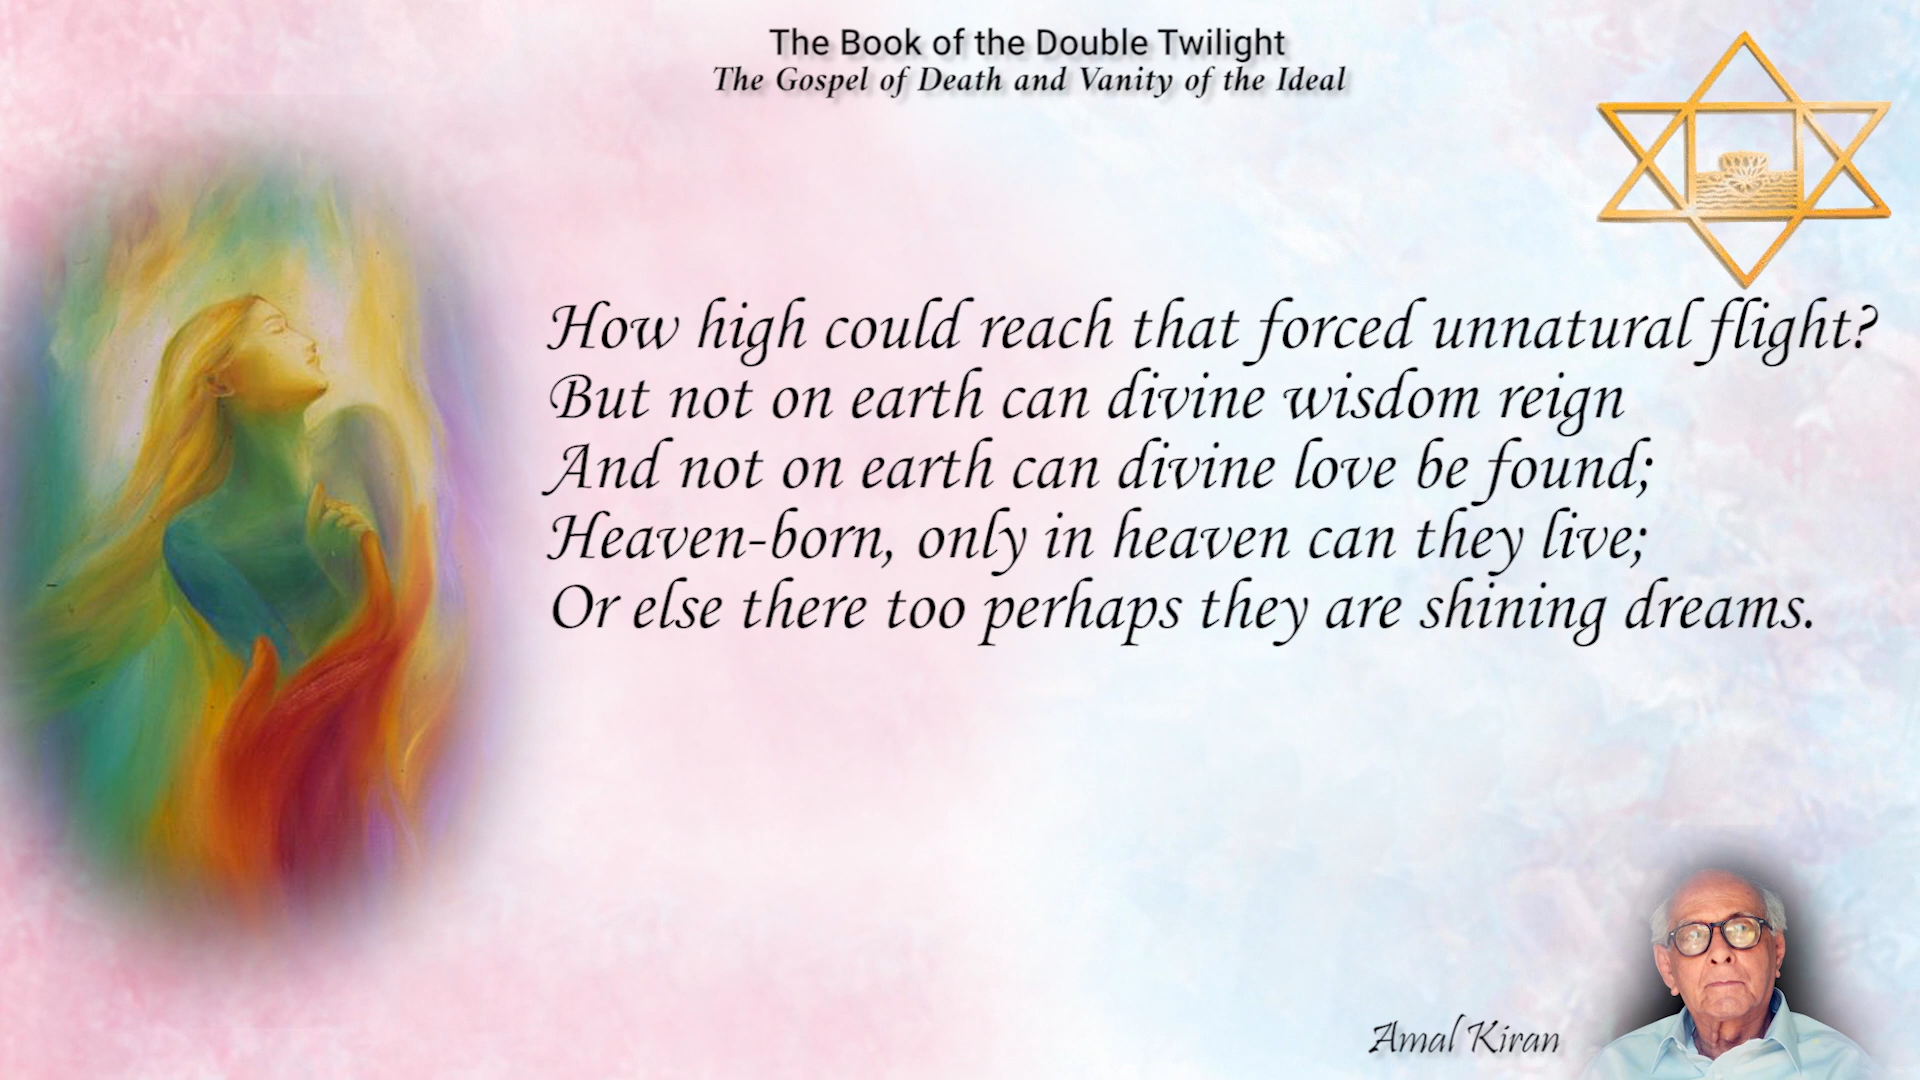 The Book of the Double Twilight
The Gospel of Death and Vanity of the Ideal
How high could reach that forced unnatural flight?
But not on earth can divine wisdom reign
And not on earth can divine love be found;
Heaven-born, only in heaven can they live;
Or else there too perhaps they are shining dreams.
Amal Kiran